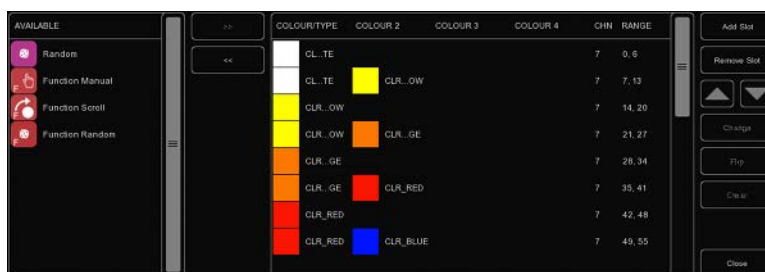 AVAILABLE
Random
Function Manual
Function Scroll
Function Random
>>
<<
COLOUR/TYPE COLOUR 2 COLOUR 3 COLOUR 4 CHN RANGE
CL...TE 7 0, 6
CL...TE CLR...OW 7 7, 13
CLR...OW 7 14, 20
CLR...OW CLR...GE 7 21, 27
CLR...GE 7 28, 34
CLR...GE CLR_RED 7 35, 41
CLR_RED 7 42, 48
CLR_RED CLR_BLUE 7 49, 55
Add Slot
Remove Slot
Change
Flip
Clear
Close